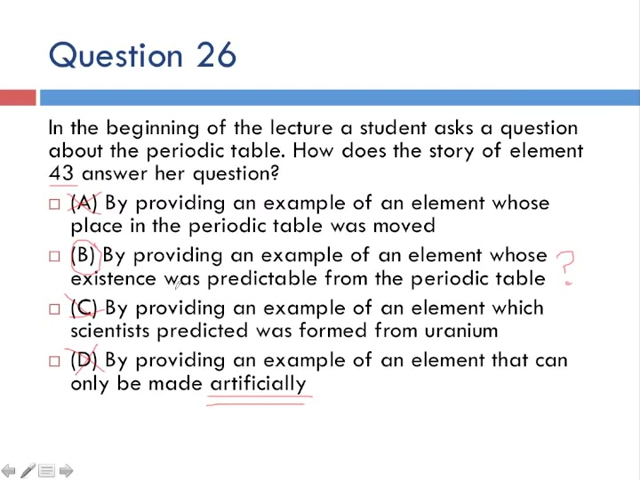 Question 26
In the beginning of the lecture a student asks a question
about the periodic table. How does the story of element
43 answer her question?
(A) By providing an example of an element whose
place in the periodic table was moved
(B) By providing an example of an element whose
existence was predictable from the periodic table ?
(C) By providing an example of an element which
scientists predicted was formed from uranium
(D) By providing an example of an element that can
only be made artificially